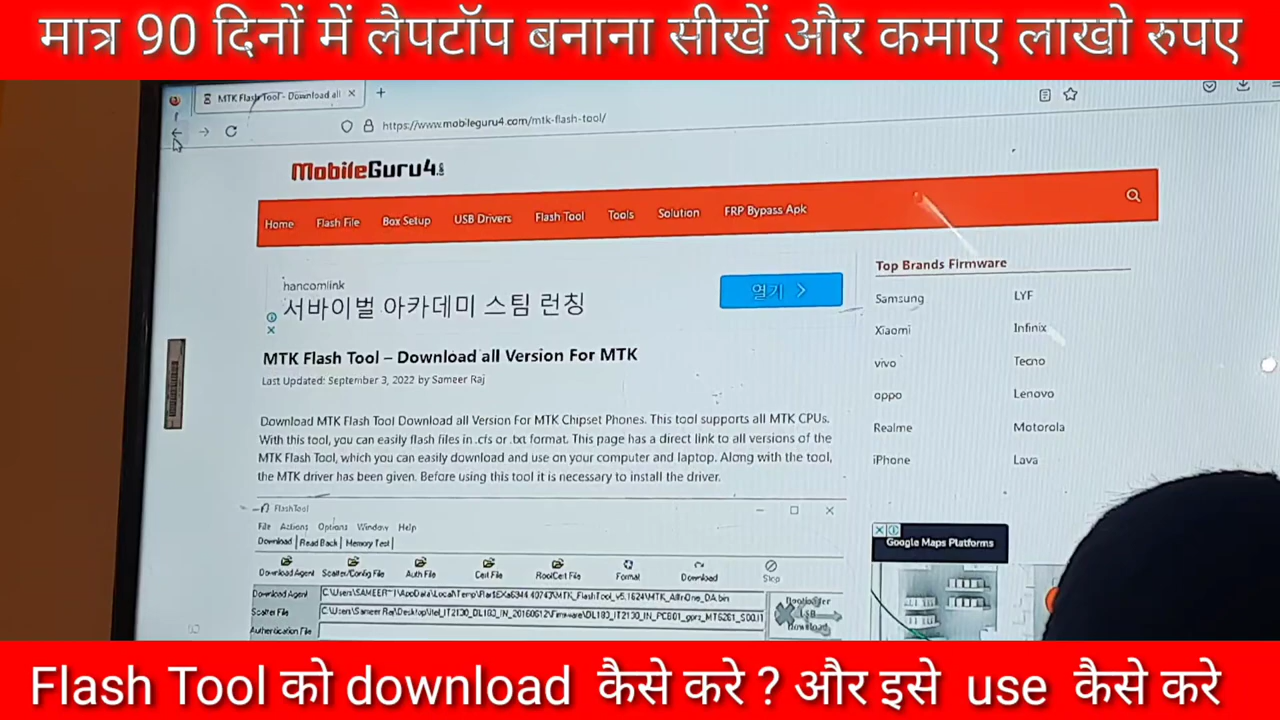 मात्र 90 दिनों में लैपटॉप बनाना सीखें और कमाए लाखो रुपए
MTK Flash Tool - Download all
https://www.mobileguru4.com/mtk-flash-tool/
MobileGuru4
Home Flash File Box Setup USB Drivers Flash Tool Tools Solution FRP Bypass Apk
hancomlink
서바이벌 아카데미 스팀 런칭
열기
MTK Flash Tool – Download all Version For MTK
Last Updated: September 3, 2022 by Sameer Raj
Download MTK Flash Tool Download all Version For MTK Chipset Phones. This tool supports all MTK CPUs.
With this tool, you can easily flash files in .cfs or .txt format. This page has a direct link to all versions of the
MTK Flash Tool, which you can easily download and use on your computer and laptop. Along with the tool,
the MTK driver has been given. Before using this tool it is necessary to install the driver.
Top Brands Firmware
Samsung LYF
Xiaomi Infinix
vivo Tecno
oppo Lenovo
Realme Motorola
iPhone Lava
Google Maps Platforms
FlashTool
File Actions Options Window Help
Download Read Back Memory Test
Download Agent Scatter/Config File Auth File Cert File RootCert File Format Download Stop
Download Agent
Scatter File
Authentication File
Flash Tool को download कैसे करे ? और इसे use कैसे करे